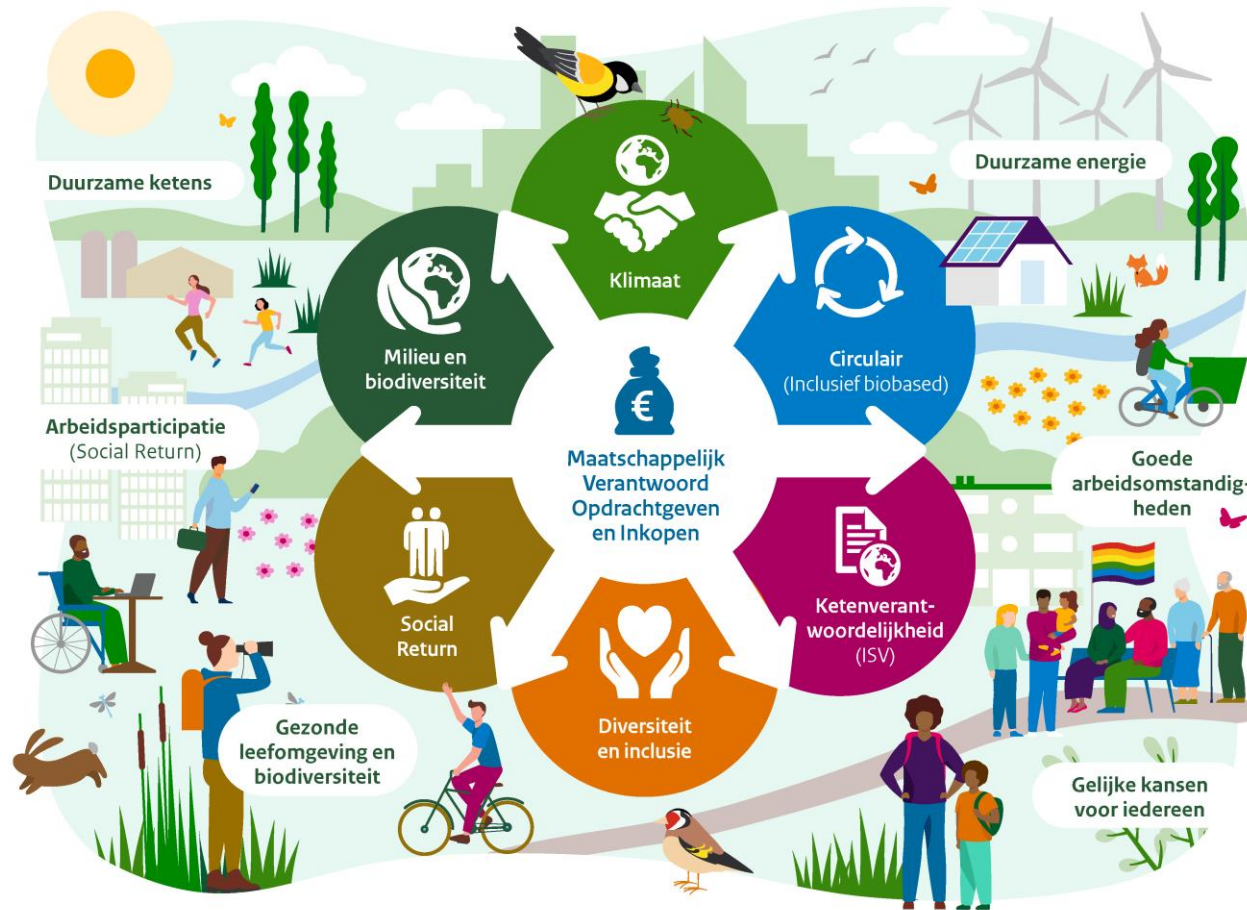 Duurzame ketens
Duurzame energie
Klimaat
Milieu en
biodiversiteit
Circulair
(Inclusief biobased)
€
Maatschappelijk
Verantwoord
Opdrachtgeven
en Inkopen
Arbeidsparticipatie
(Social Return)
Goede
arbeidsomstandig-
heden
Social
Return
Ketenverant-
woordelijkheid
(ISV)
Diversiteit
en inclusie
Gezonde
leefomgeving en
biodiversiteit
Gelijke kansen
voor iedereen